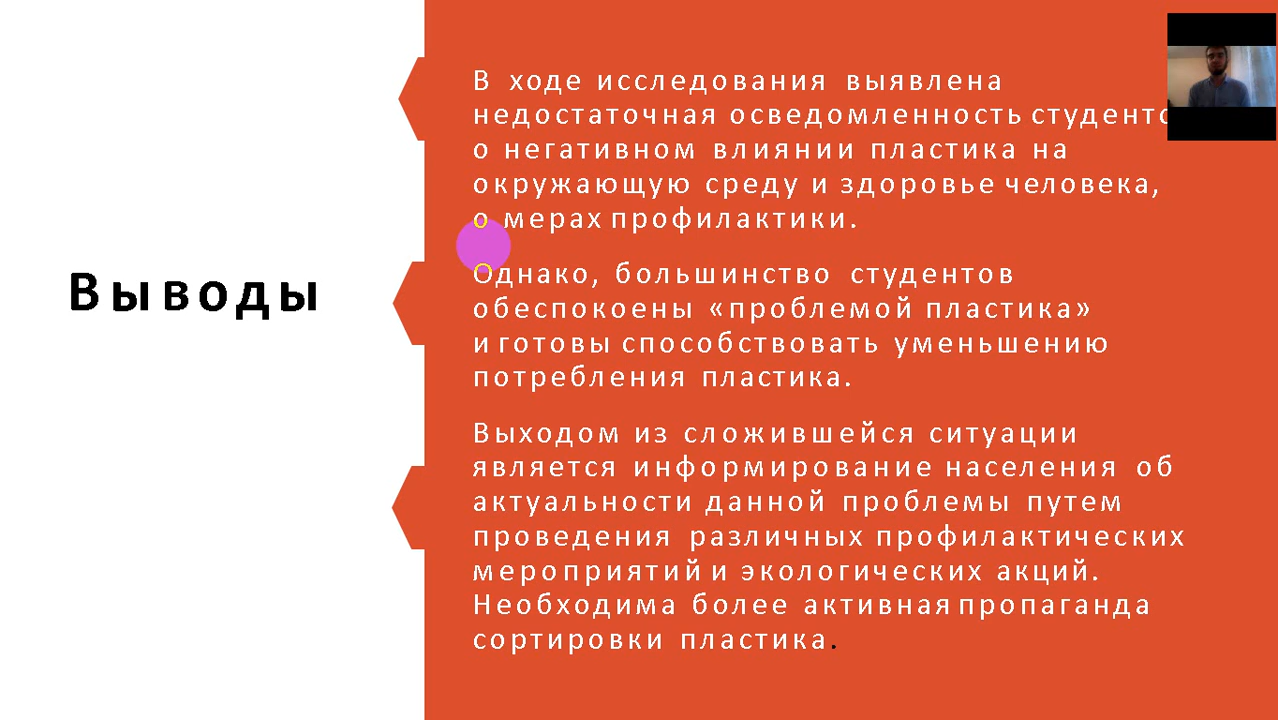 Выводы
В ходе исследования выявлена
недостаточная осведомленность
о негативном влиянии пластика на
окружающую среду и здоровье человека,
о мерах профилактики.
Однако, большинство студентов
обеспокоены «проблемой пластика»
и готовы способствовать уменьшению
потребления пластика.
Выходом из сложившейся ситуации
является информирование населения об
актуальности данной проблемы путем
проведения различных профилактических
мероприятий и экологических акций.
Необходима более активная пропаганда
сортировки пластика.